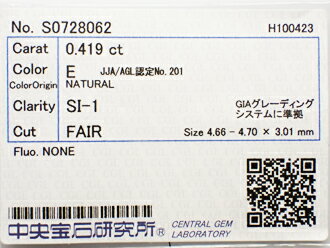 No. S0728062 H100423
Carat 0.419 ct
Color E JJA/AGL認定No.201
ColorOrigin NATURAL
Clarity SI-1 GIAグレーディング
システムに準拠
Cut FAIR Size 4.66 - 4.70 × 3.01 mm
Fluo. NONE
中央宝石研究所® CENTRAL GEM
LABORATORY